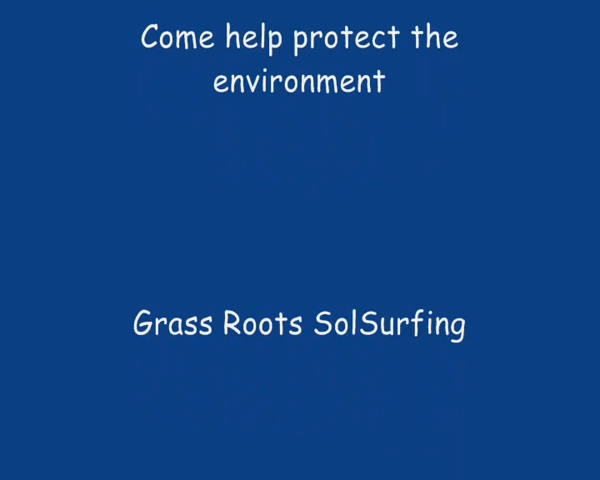 Come help protect the
environment
Grass Roots SolSurfing